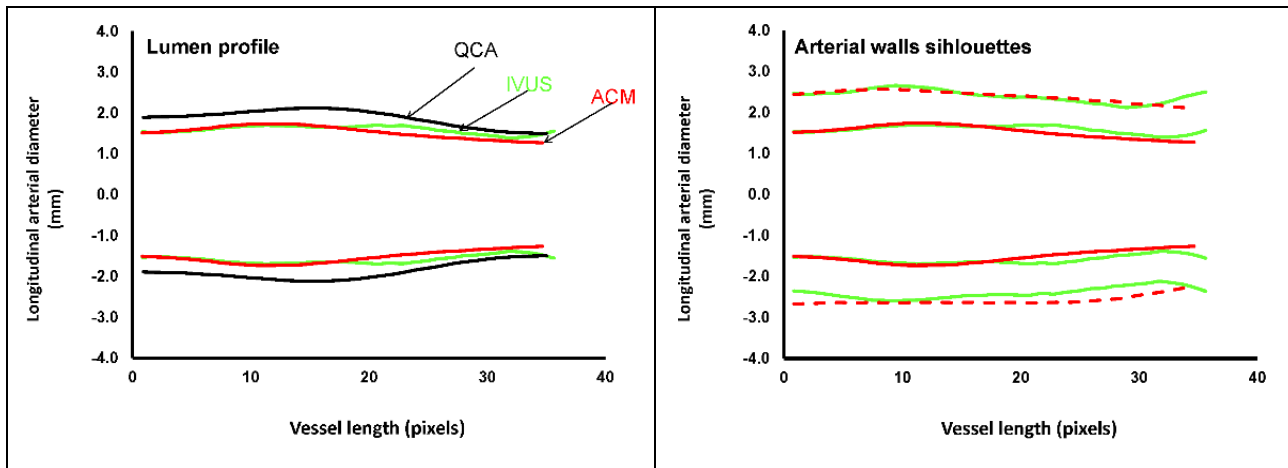 Lumen profile
QCA
IVUS
ACM
4.0
3.0
2.0
1.0
0.0
-1.0
-2.0
-3.0
-4.0
0
10
20
30
40
Longitudinal arterial diameter
(mm)
Vessel length (pixels)
Arterial walls sihlouettes
4.0
3.0
2.0
1.0
0.0
-1.0
-2.0
-3.0
-4.0
0
10
20
30
40
Longitudinal arterial diameter
(mm)
Vessel length (pixels)